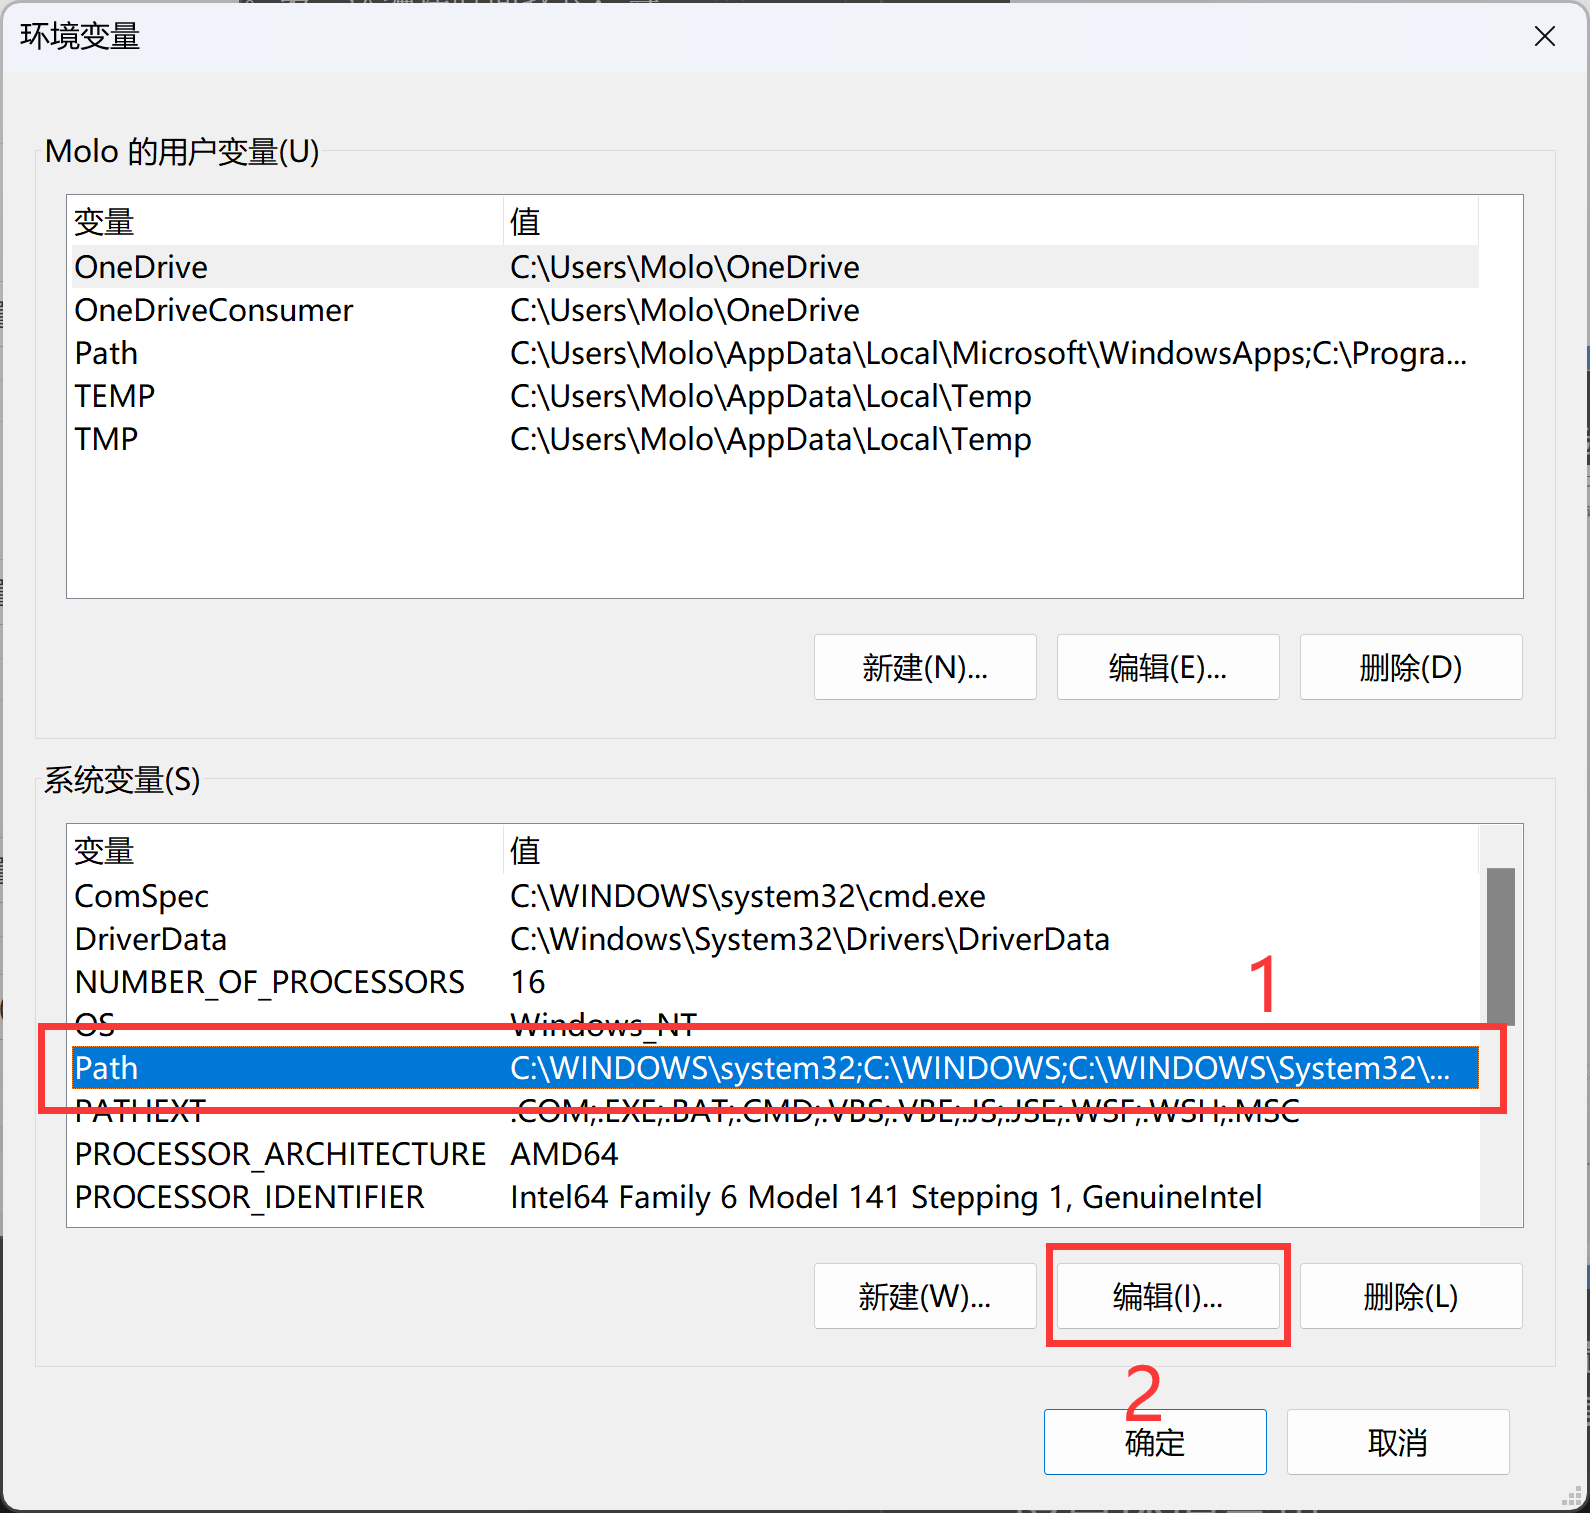 环境变量
Molo 的用户变量(U)
变量 值
OneDrive C:\Users\Molo\OneDrive
OneDriveConsumer C:\Users\Molo\OneDrive
Path C:\Users\Molo\AppData\Local\Microsoft\WindowsApps;C:\Progra...
TEMP C:\Users\Molo\AppData\Local\Temp
TMP C:\Users\Molo\AppData\Local\Temp
新建(N)... 编辑(E)... 删除(D)
系统变量(S)
变量 值
ComSpec C:\WINDOWS\system32\cmd.exe
DriverData C:\Windows\System32\Drivers\DriverData
NUMBER_OF_PROCESSORS 16
1
OS Windows_NT
Path C:\WINDOWS\system32;C:\WINDOWS;C:\WINDOWS\System32\...
PATHEXT .COM;.EXE;.BAT;.CMD;.VBS;.VBE;.JS;.JSE;.WSF;.WSH;.MSC
PROCESSOR_ARCHITECTURE AMD64
PROCESSOR_IDENTIFIER Intel64 Family 6 Model 141 Stepping 1, GenuineIntel
新建(W)... 编辑(I)... 删除(L)
2
确定 取消